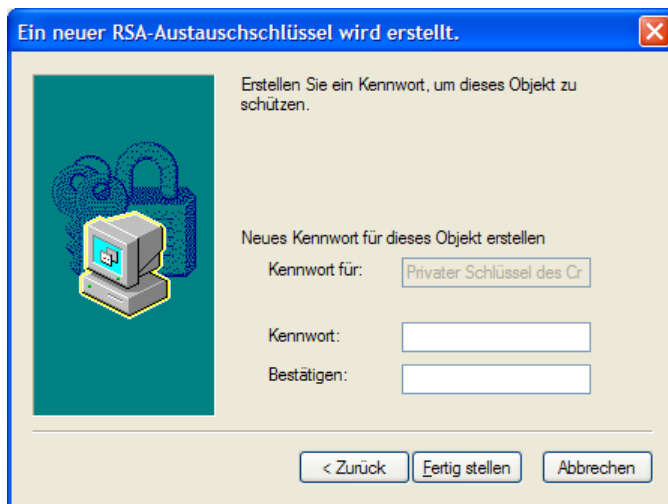 Ein neuer RSA-Austauschschlüssel wird erstellt.
Erstellen Sie ein Kennwort, um dieses Objekt zu
schützen.
Neues Kennwort für dieses Objekt erstellen
Kennwort für:
Privater Schlüssel des Cr
Kennwort:
Bestätigen:
< Zurück
Fertig stellen
Abbrechen